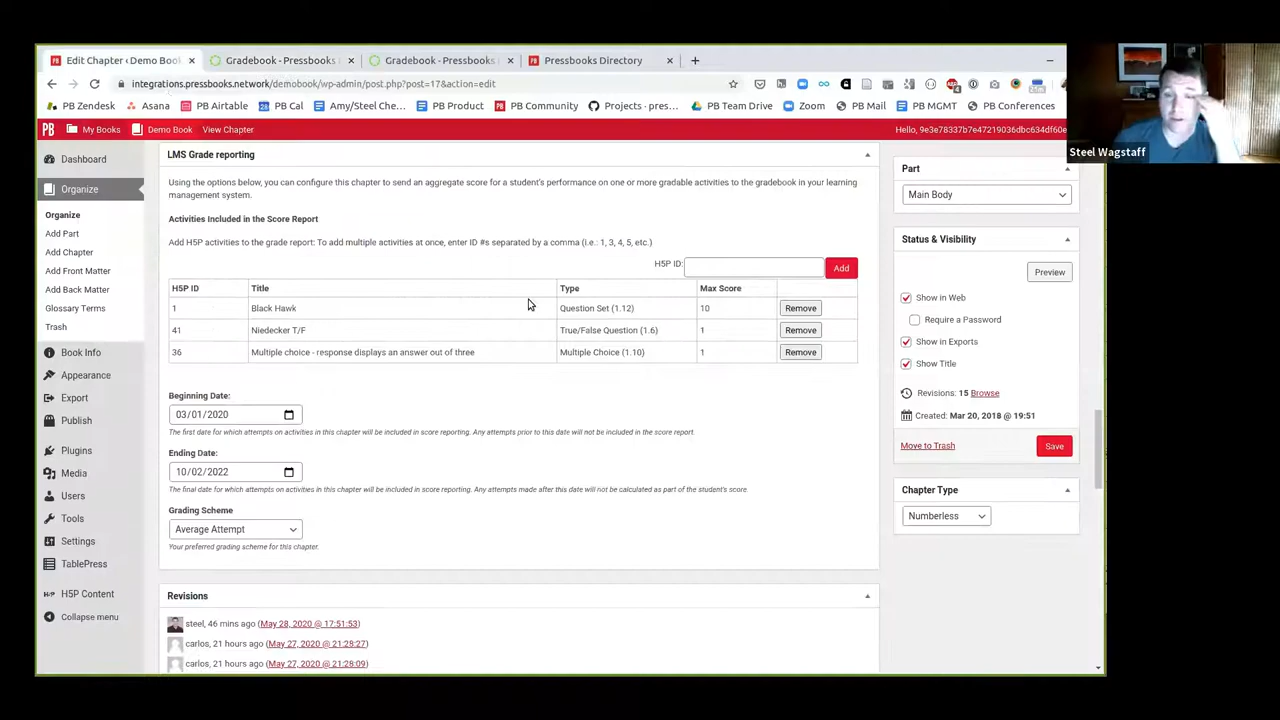 Edit Chapter ‹ Demo Boo
Gradebook - Pressbooks
Gradebook - Pressbooks I
Pressbooks Directory
integrations.pressbooks.network/demobook/wp-admin/post.php?post=17&action=edit
PB Zendesk
Asana
PB Airtable
PB Cal
Amy/Steel Che...
PB Product
PB Community
Projects - pres...
PB Team Drive
Zoom
PB Mail
PB MGMT
PB Conferences
PB
My Books
Demo Book
View Chapter
Hello, 9e3e78337b7e47219036dbc634df60e
Steel Wagstaff
Dashboard
Organize
Organize
Add Part
Add Chapter
Add Front Matter
Add Back Matter
Glossary Terms
Trash
Book Info
Appearance
Export
Publish
Plugins
Media
Users
Tools
Settings
TablePress
H5P Content
Collapse menu
LMS Grade reporting
Using the options below, you can configure this chapter to send an aggregate score for a student's performance on one or more gradable activities to the gradebook in your learning
management system.
Activities Included in the Score Report
Add H5P activities to the grade report: To add multiple activities at once, enter ID #s separated by a comma (i.e.: 1, 3, 4, 5, etc.)
H5P ID:
Add
H5P ID Title Type Max Score
1 Black Hawk Question Set (1.12) 10 Remove
41 Niedecker T/F True/False Question (1.6) 1 Remove
36 Multiple choice - response displays an answer out of three Multiple Choice (1.10) 1 Remove
Beginning Date:
03/01/2020
The first date for which attempts on activities in this chapter will be included in score reporting. Any attempts prior to this date will not be included in the score report.
Ending Date:
10/02/2022
The final date for which attempts on activities in this chapter will be included in score reporting. Any attempts made after this date will not be calculated as part of the student's score.
Grading Scheme
Average Attempt
Your preferred grading scheme for this chapter.
Revisions
steel, 46 mins ago (May 28, 2020 @ 17:51:53)
carlos, 21 hours ago (May 27, 2020 @ 21:28:27)
carlos, 21 hours ago (May 27, 2020 @ 21:28:09)
Part
Main Body
Status & Visibility
Preview
Show in Web
Require a Password
Show in Exports
Show Title
Revisions: 15 Browse
Created: Mar 20, 2018 @ 19:51
Move to Trash
Save
Chapter Type
Numberless